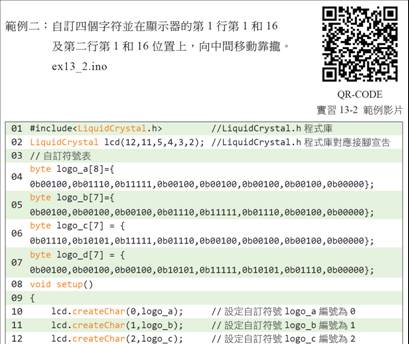 範例二：自訂四個字符並在顯示器的第 1 行第 1 和 16
及第二行第 1 和 16 位置上，向中間移動靠攏。
ex13_2.ino
QR-CODE
實習 13-2 範例影片
01 #include<LiquidCrystal.h> //LiquidCrystal.h 程式庫
02 LiquidCrystal lcd(12,11,5,4,3,2); //LiquidCrystal.h 程式庫對應接腳宣告
03 // 自訂符號表
04 byte logo_a[8]={
0b00100,0b01110,0b11111,0b00100,0b00100,0b00100,0b00100,0b00000};
05 byte logo_b[7]={
0b00100,0b00100,0b00100,0b01110,0b11111,0b01110,0b00100,0b00000};
06 byte logo_c[7] = {
0b01110,0b10101,0b11111,0b00100,0b00100,0b00100,0b00100,0b00000};
07 byte logo_d[7] = {
0b00100,0b00100,0b00100,0b10101,0b11111,0b10101,0b01110,0b00000};
08 void setup()
09 {
10 lcd.createChar(0,logo_a); // 設定自訂符號 logo_a 編號為 0
11 lcd.createChar(1,logo_b); // 設定自訂符號 logo_b 編號為 1
12 lcd.createChar(2,logo_c); // 設定自訂符號 logo_c 編號為 2